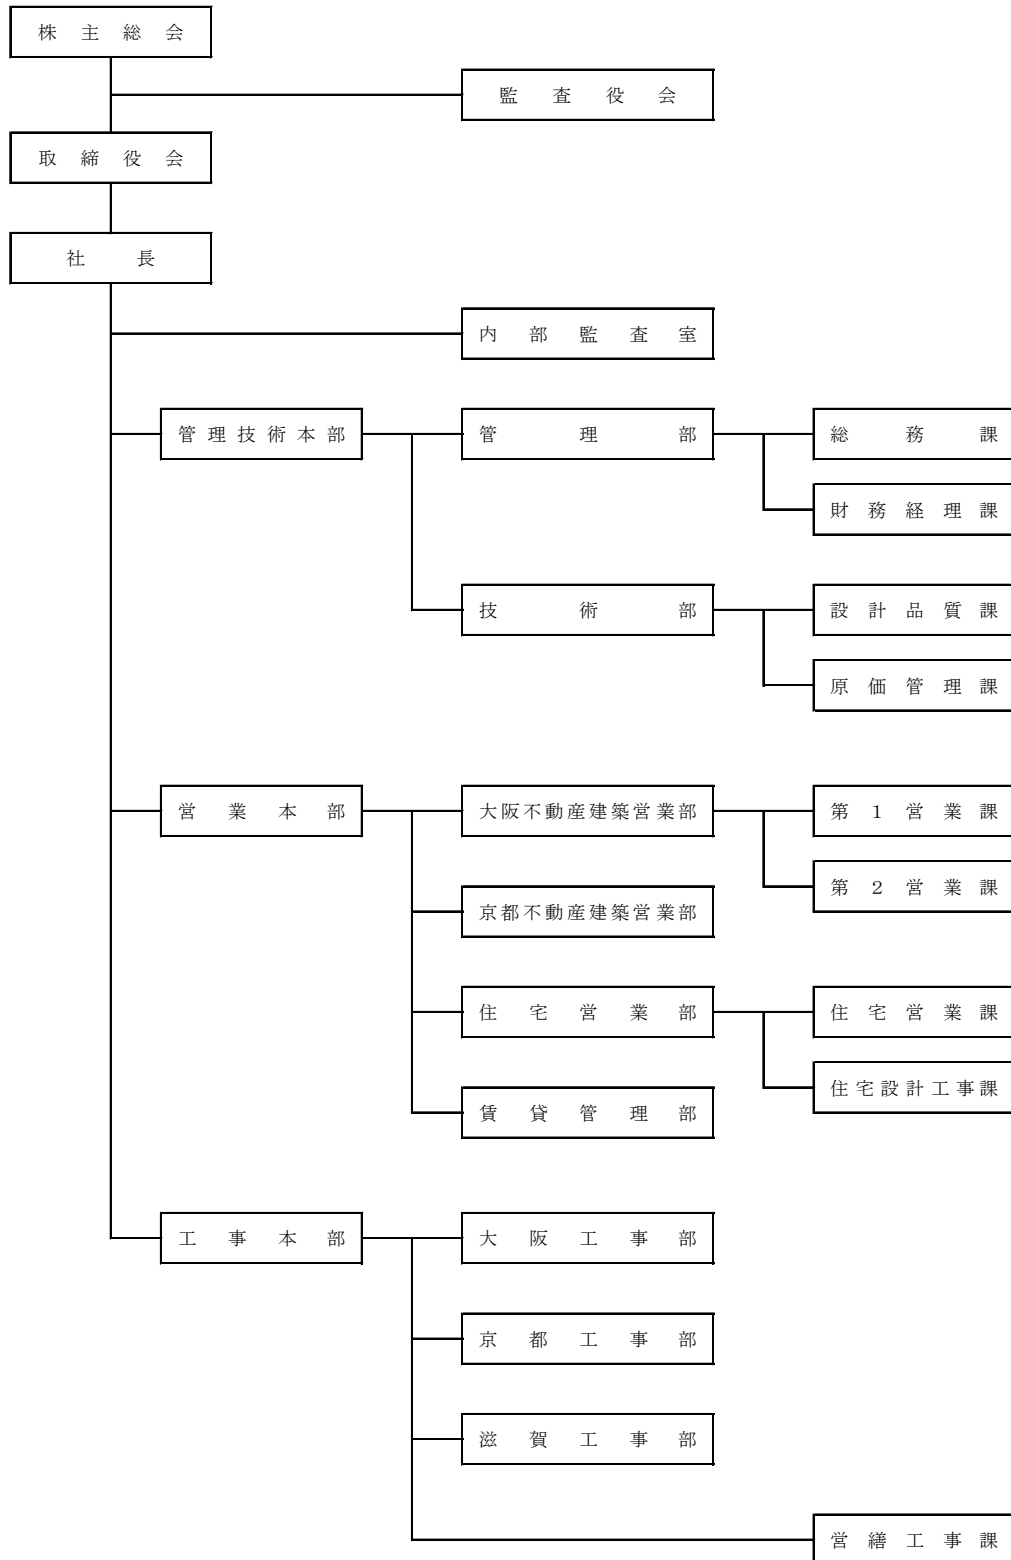 株主総会
監査役会
取締役会
社長
内部監査室
管理技術本部 管理部 総務課
財務経理課
技術部 設計品質課
原価管理課
営業本部 大阪不動産建築営業部 第1営業課
第2営業課
京都不動産建築営業部
住宅営業部 住宅営業課
住宅設計工事課
賃貸管理部
工事本部 大阪工事部
京都工事部
滋賀工事部
営繕工事課